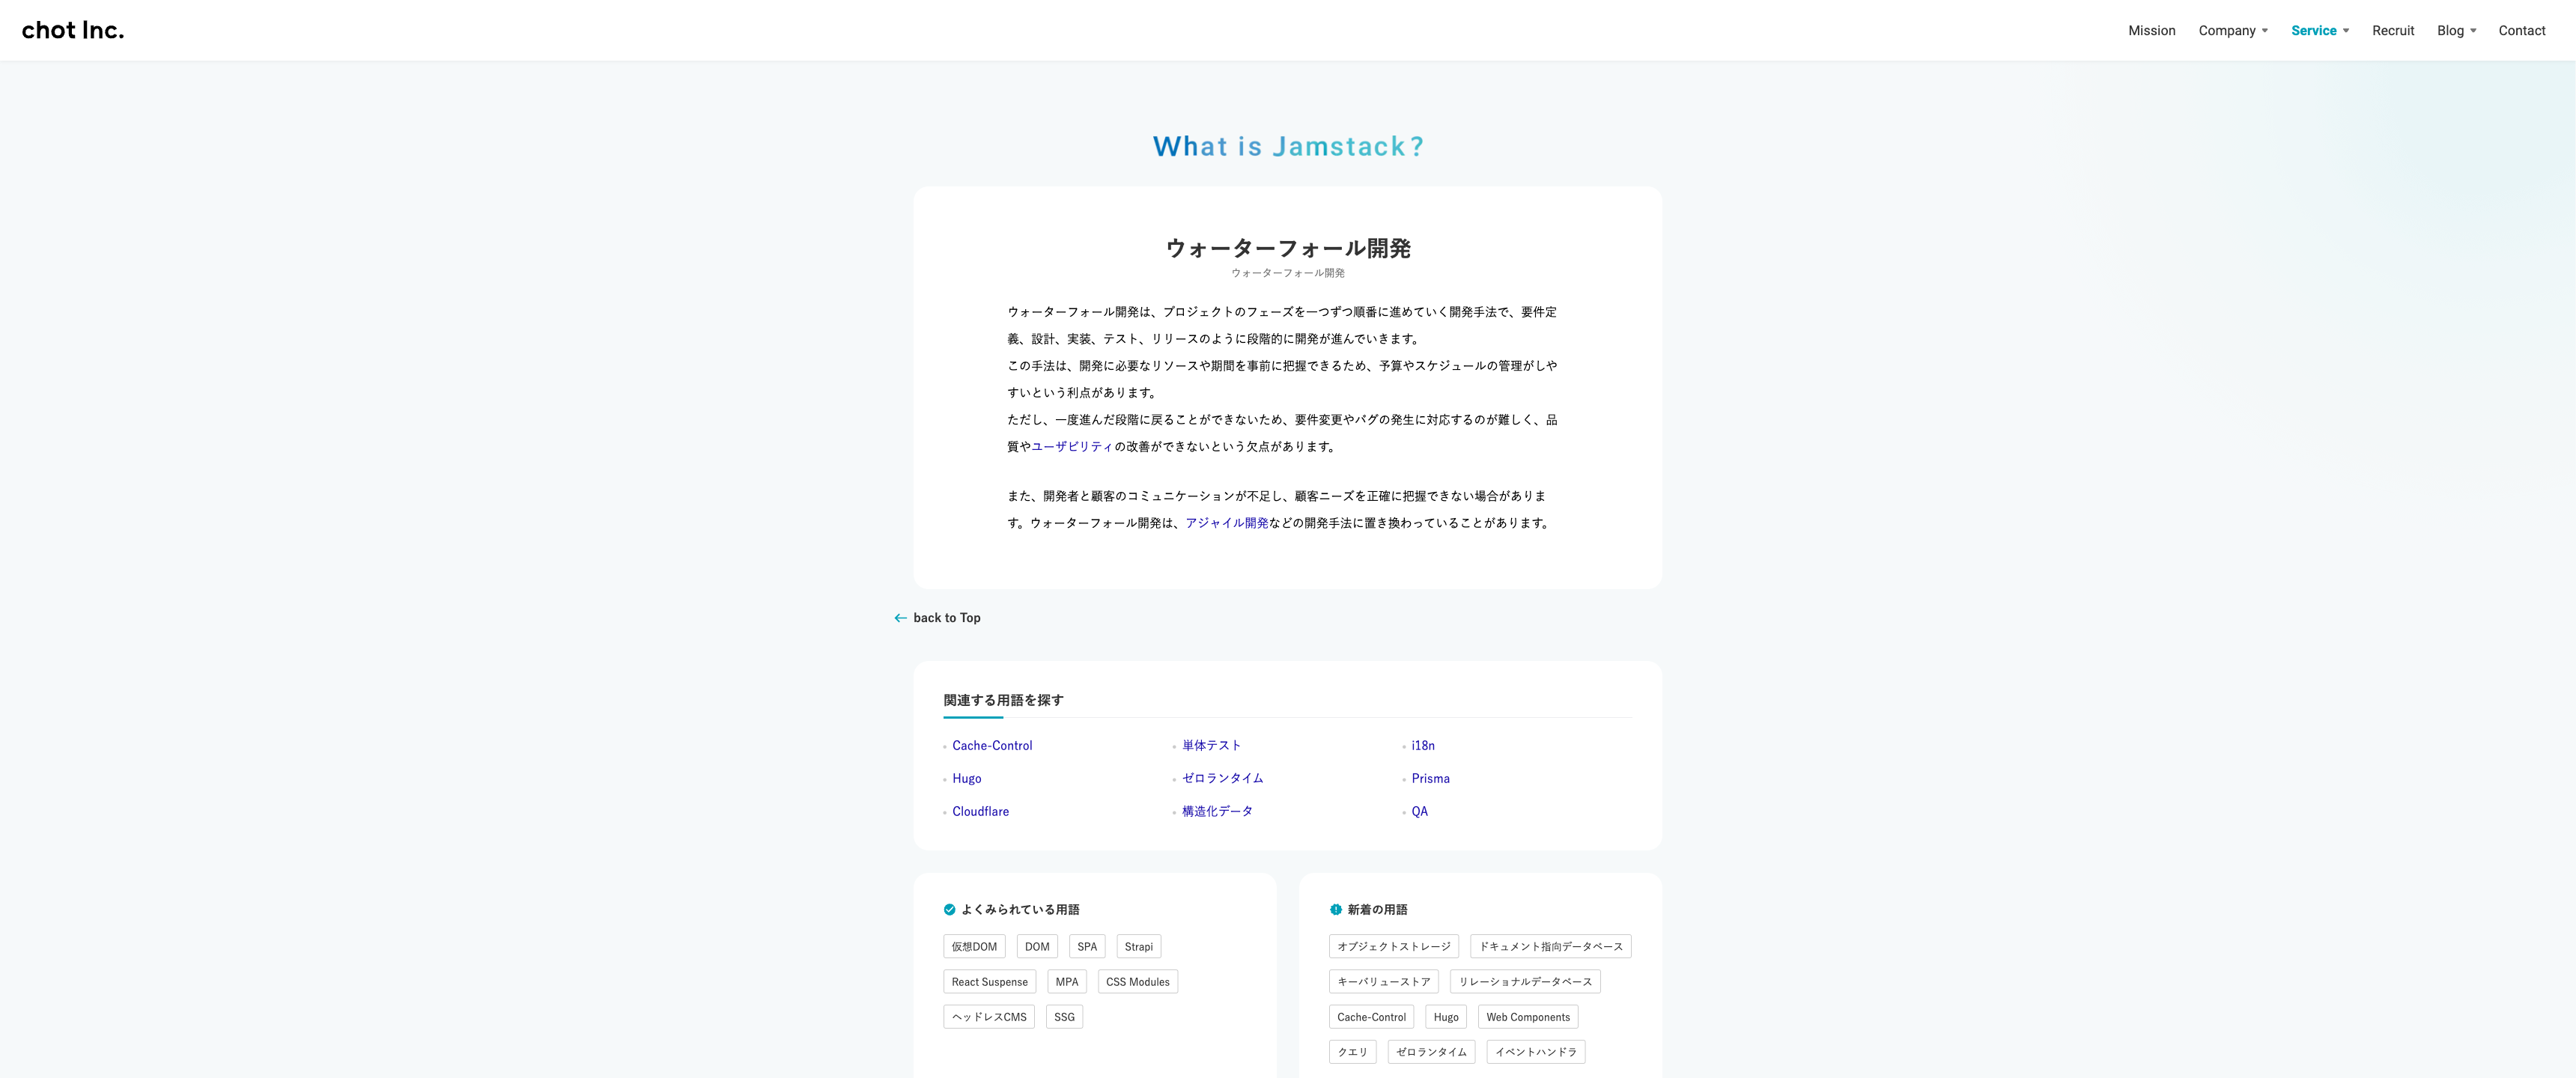 chot Inc.
Mission Company Service Recruit Blog Contact
What is Jamstack?
ウォーターフォール開発
ウォーターフォール開発
ウォーターフォール開発は、プロジェクトのフェーズを一つずつ順番に進めていく開発手法で、要件定
義、設計、実装、テスト、リリースのように段階的に開発が進んでいきます。
この手法は、開発に必要なリソースや期間を事前に把握できるため、予算やスケジュールの管理がしや
すいという利点があります。
ただし、一度進んだ段階に戻ることができないため、要件変更やバグの発生に対応するのが難しく、品
質やユーザビリティの改善ができないという欠点があります。
また、開発者と顧客のコミュニケーションが不足し、顧客ニーズを正確に把握できない場合がありま
す。ウォーターフォール開発は、アジャイル開発などの開発手法に置き換わっていることがあります。
back to Top
関連する用語を探す
Cache-Control 単体テスト i18n
Hugo ゼロランタイム Prisma
Cloudflare 構造化データ QA
よくみられている用語
仮想DOM DOM SPA Strapi
React Suspense MPA CSS Modules
ヘッドレスCMS SSG
新着の用語
オブジェクトストレージ ドキュメント指向データベース
キーバリューストア リレーショナルデータベース
Cache-Control Hugo Web Components
クエリ ゼロランタイム イベントハンドラ